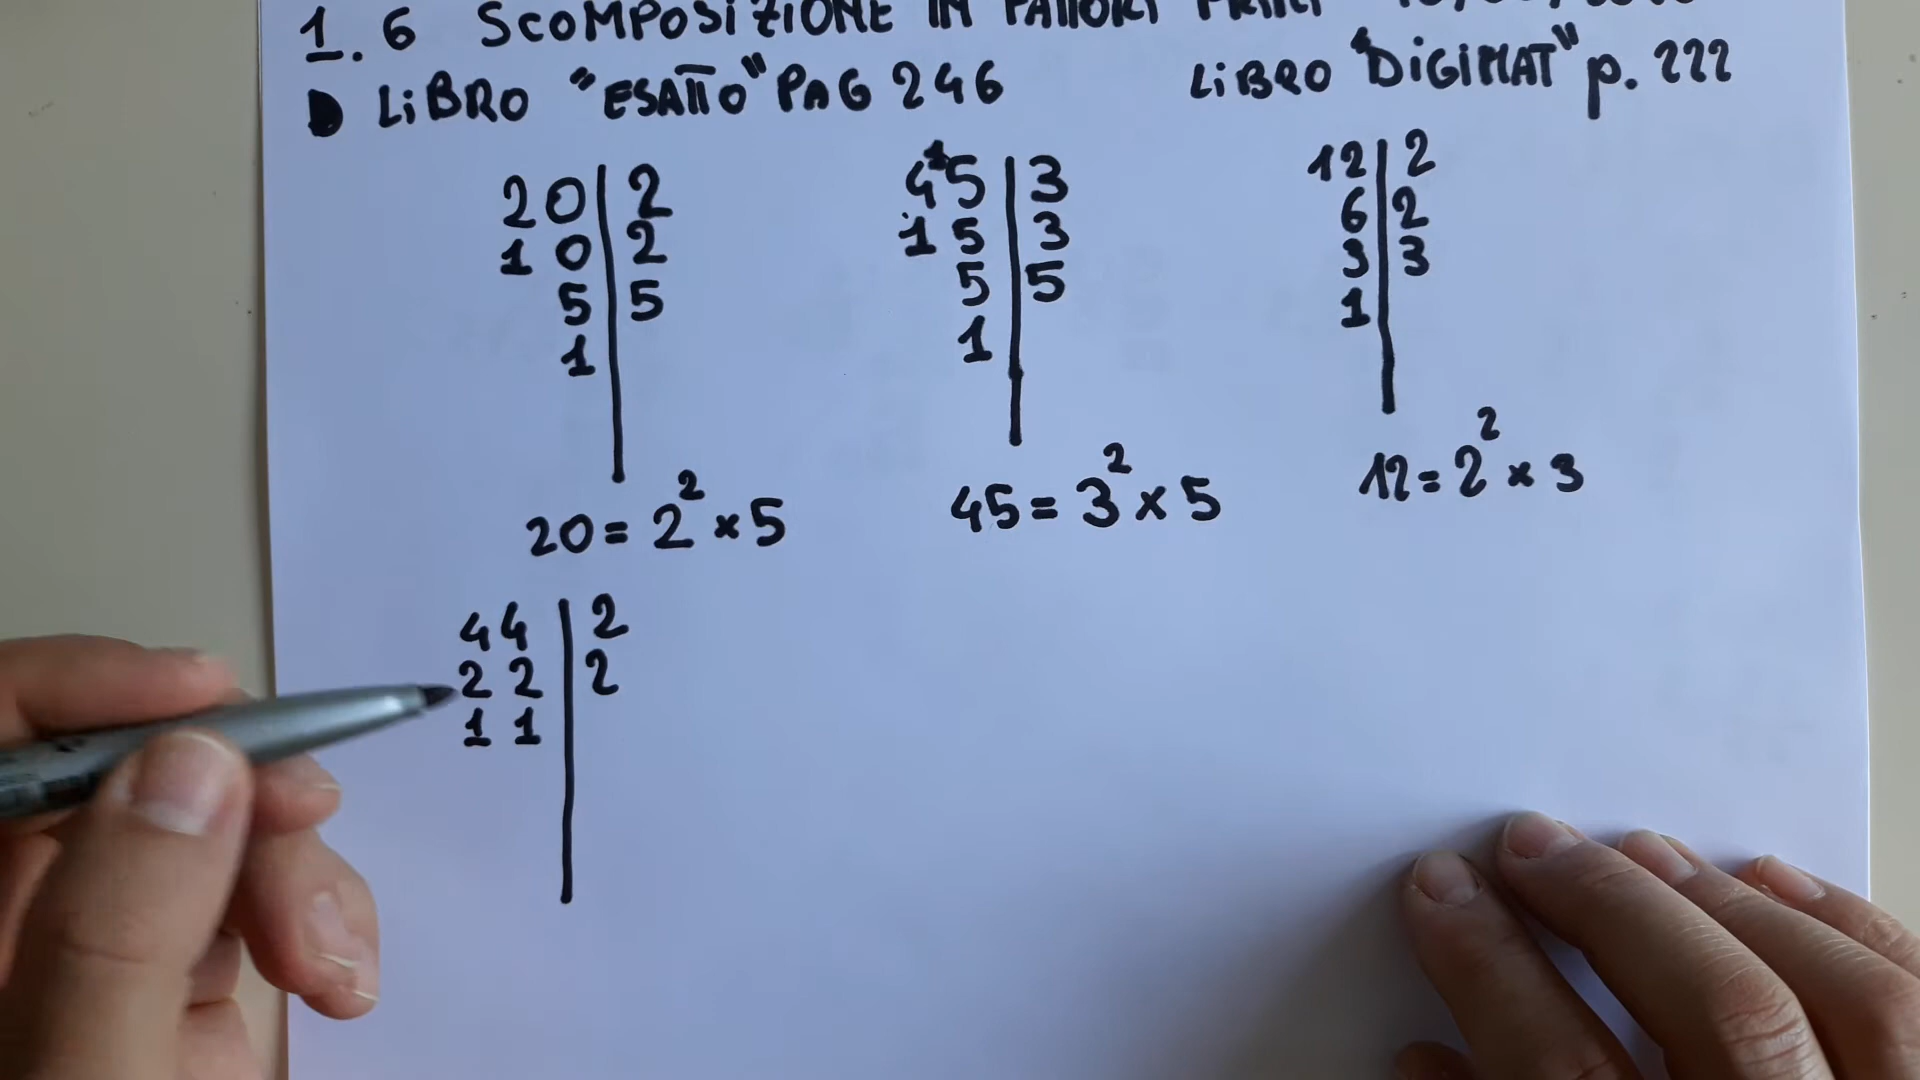 1.6 SCOMPOSIZIONE IN FATTORI PRIMI
LiBRO "ESATTO" PAG 246
LiBRO "DiGiMAT" p. 222
20 | 2
10 | 2
5 | 5
1 |
20 = 2² × 5
45 | 3
15 | 3
5 | 5
1 |
45 = 3² × 5
12 | 2
6 | 2
3 | 3
1 |
12 = 2² × 3
44 | 2
22 | 2
11 |